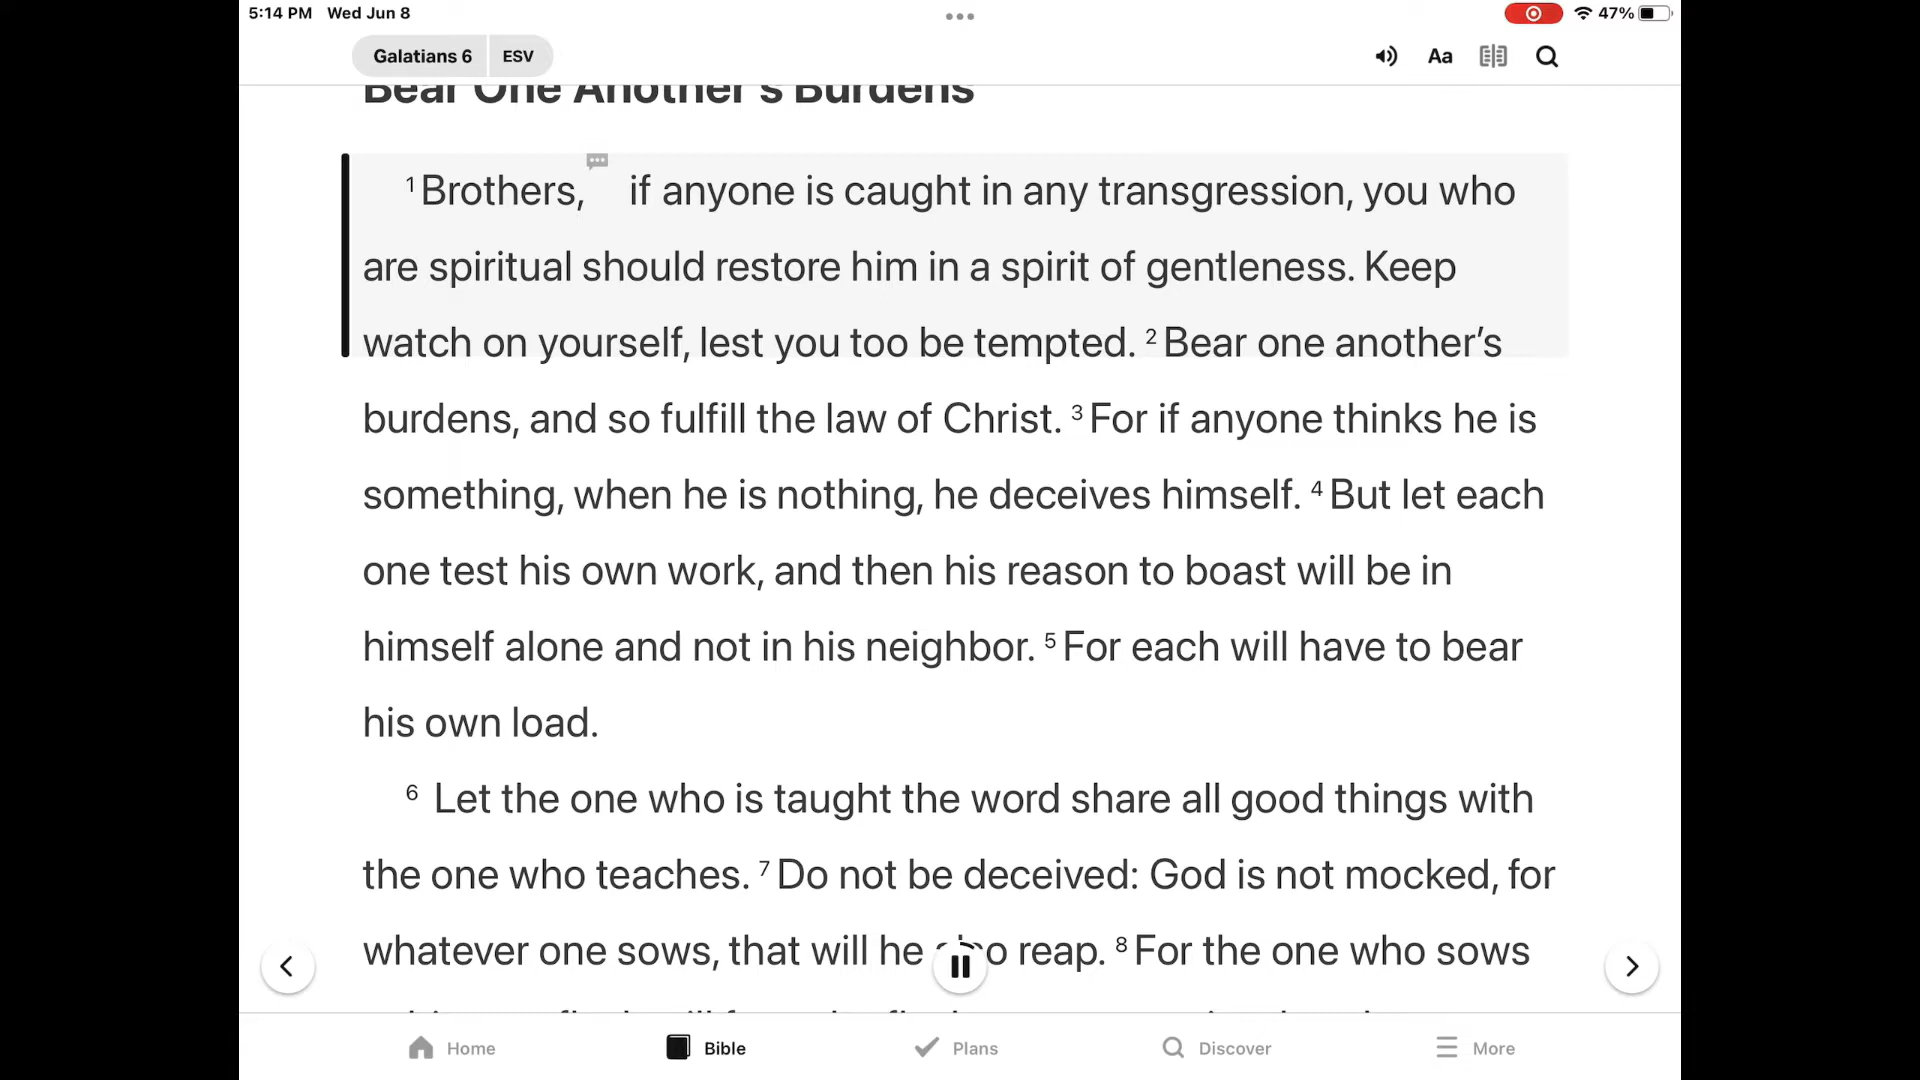 5:14 PM Wed Jun 8
47%
Galatians 6 ESV
Aa
Bear One Another's Burdens
1 Brothers, if anyone is caught in any transgression, you who
are spiritual should restore him in a spirit of gentleness. Keep
watch on yourself, lest you too be tempted. 2 Bear one another’s
burdens, and so fulfill the law of Christ. 3 For if anyone thinks he is
something, when he is nothing, he deceives himself. 4 But let each
one test his own work, and then his reason to boast will be in
himself alone and not in his neighbor. 5 For each will have to bear
his own load.
6 Let the one who is taught the word share all good things with
the one who teaches. 7 Do not be deceived: God is not mocked, for
whatever one sows, that will he also reap. 8 For the one who sows
Home Bible Plans Discover More